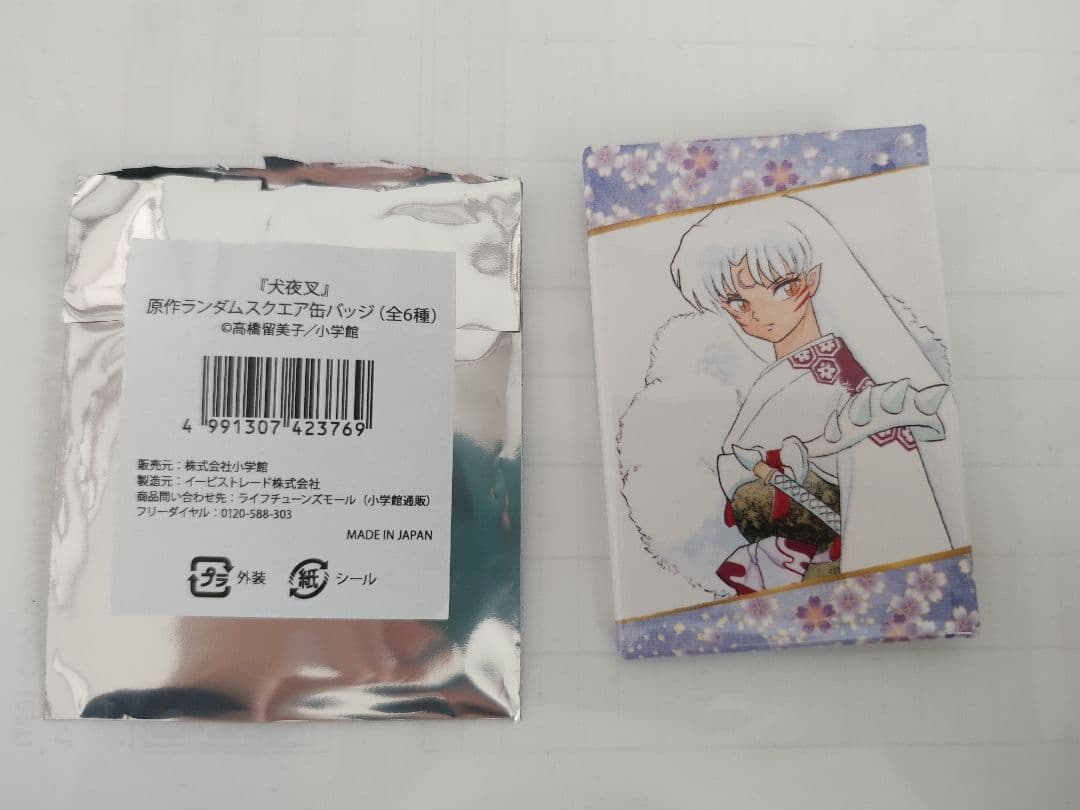 『犬夜叉』
原作ランダムスクエア缶バッジ（全6種）
©高橋留美子／小学館
4 991307 423769
販売元：株式会社小学館
製造元：イービストレード株式会社
商品問い合わせ先：ライフチューンズモール（小学館通販）
フリーダイヤル：0120-588-303
MADE IN JAPAN
プラ 外装 紙 シール